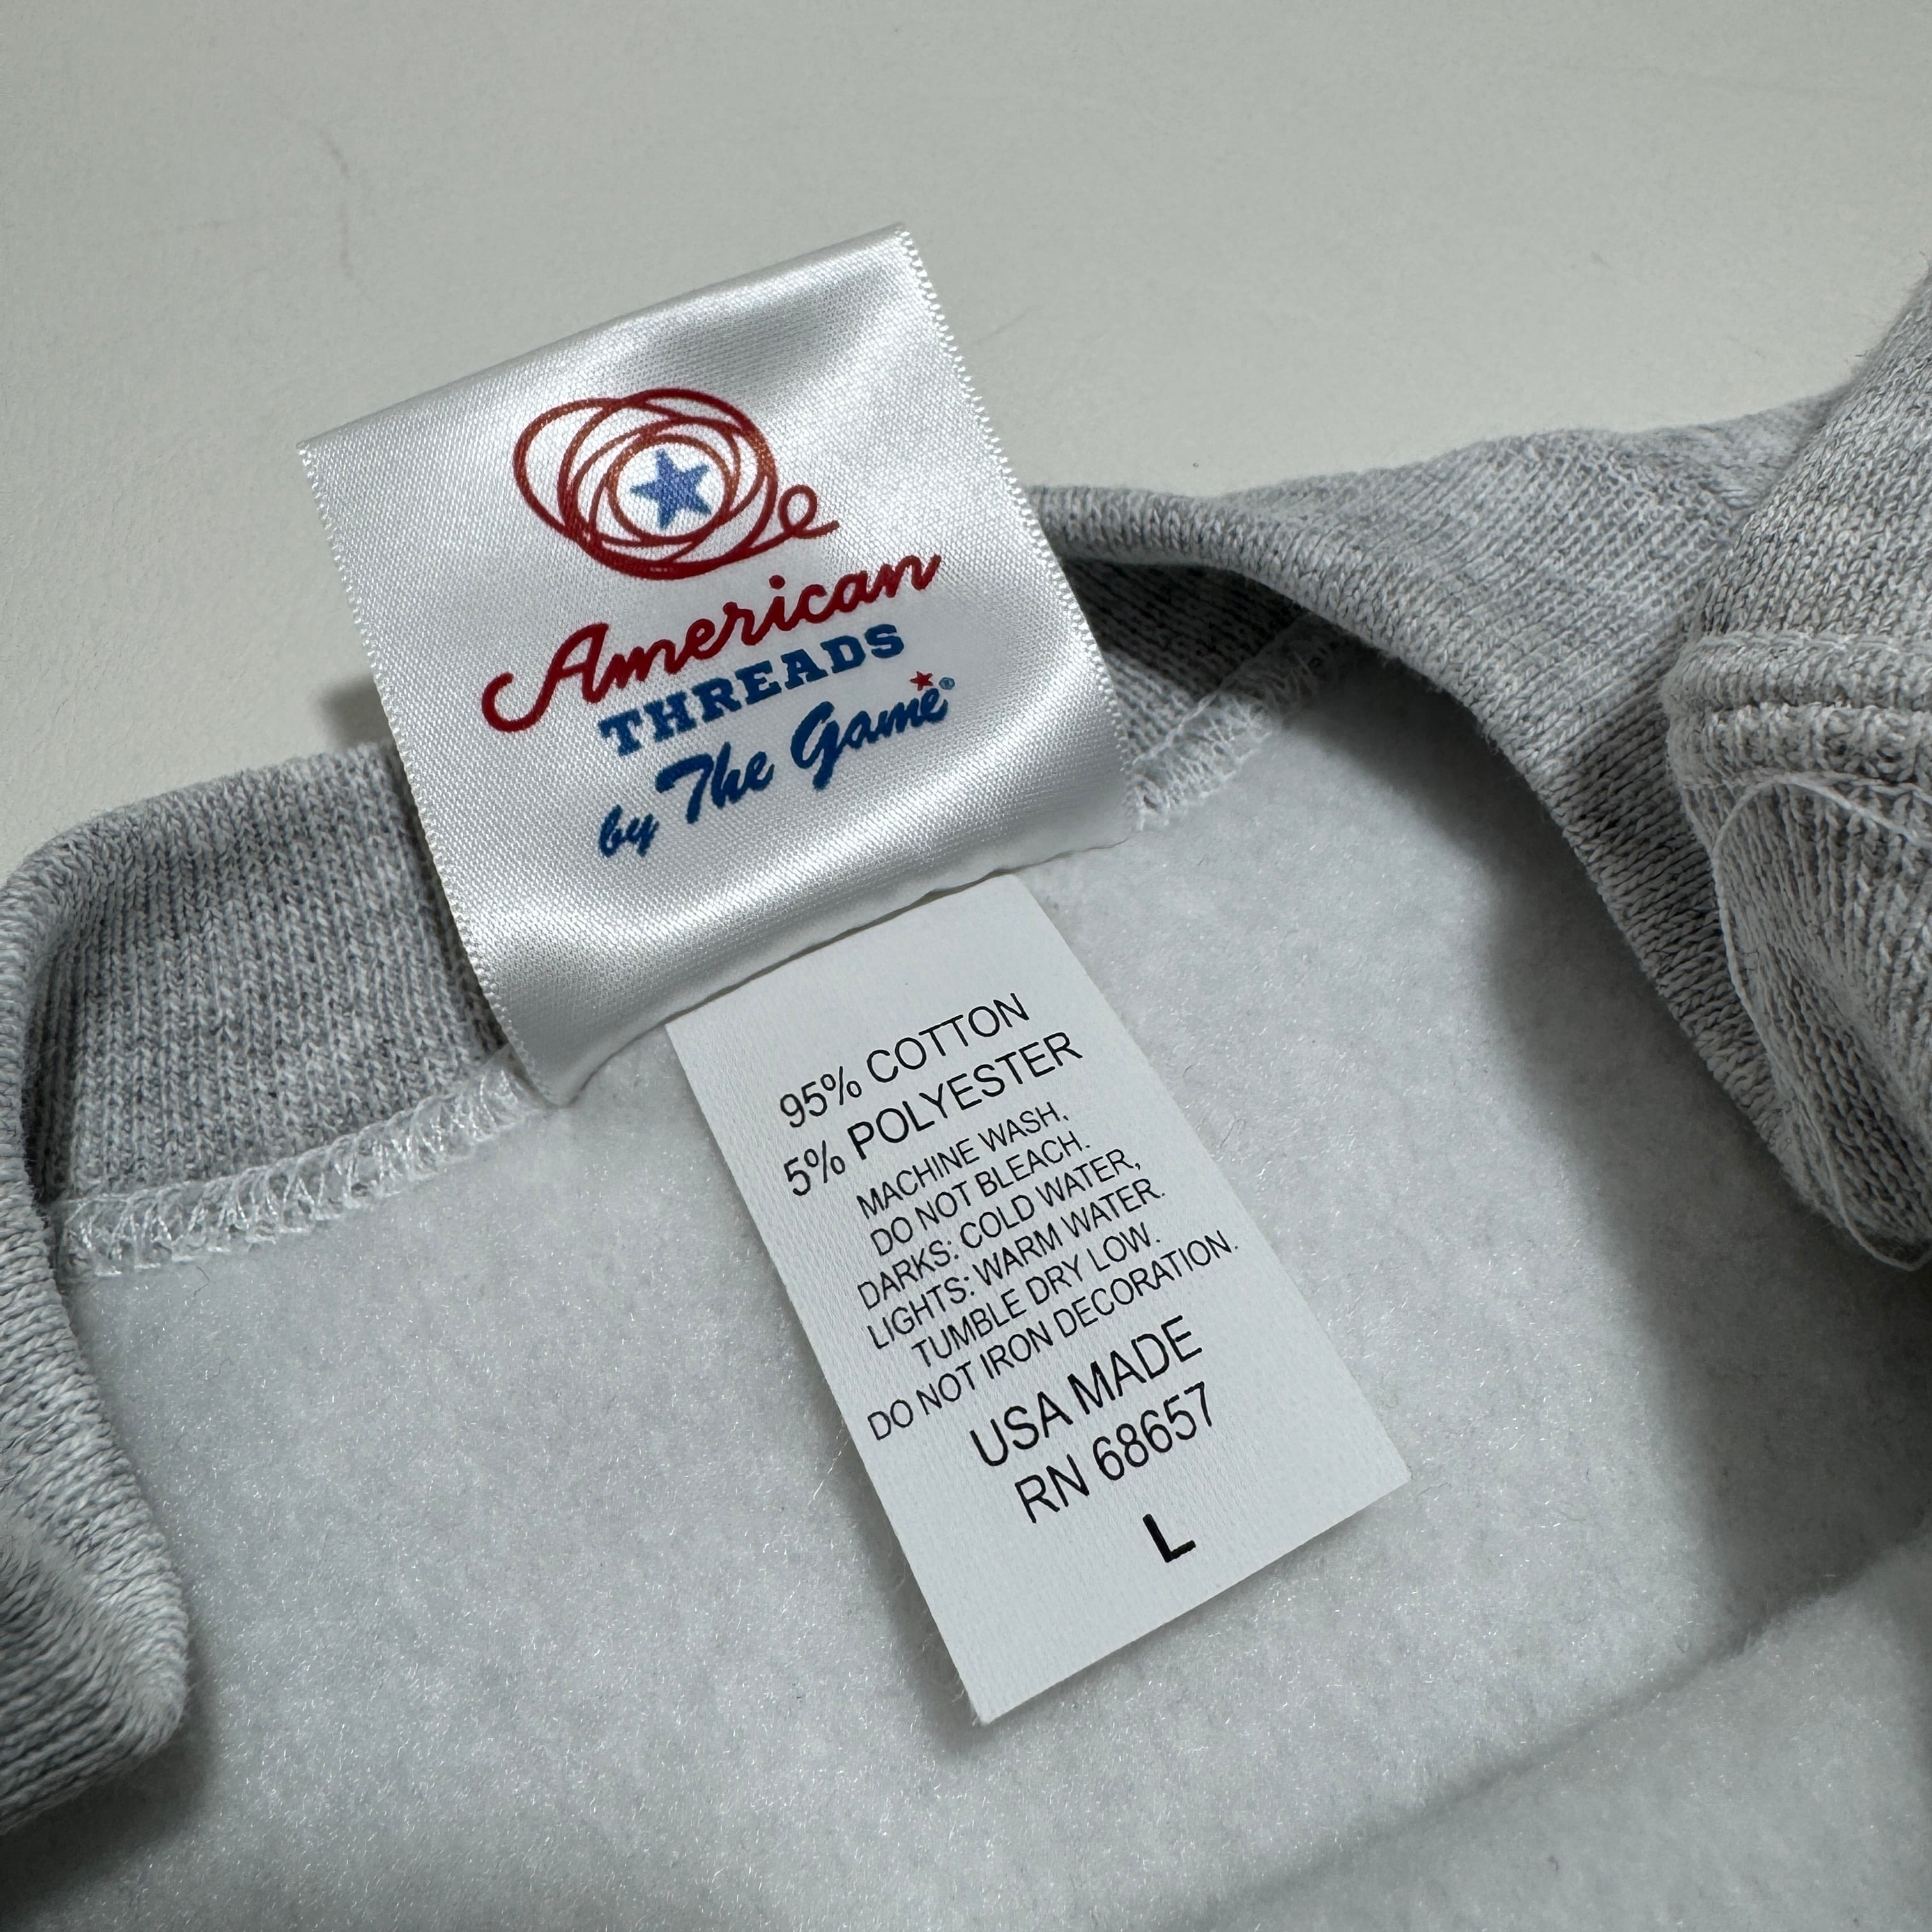 American
THREADS
by The Game®
95% COTTON
5% POLYESTER
MACHINE WASH.
DO NOT BLEACH.
DARKS: COLD WATER,
LIGHTS: WARM WATER.
TUMBLE DRY LOW.
DO NOT IRON DECORATION.
USA MADE
RN 68657
L